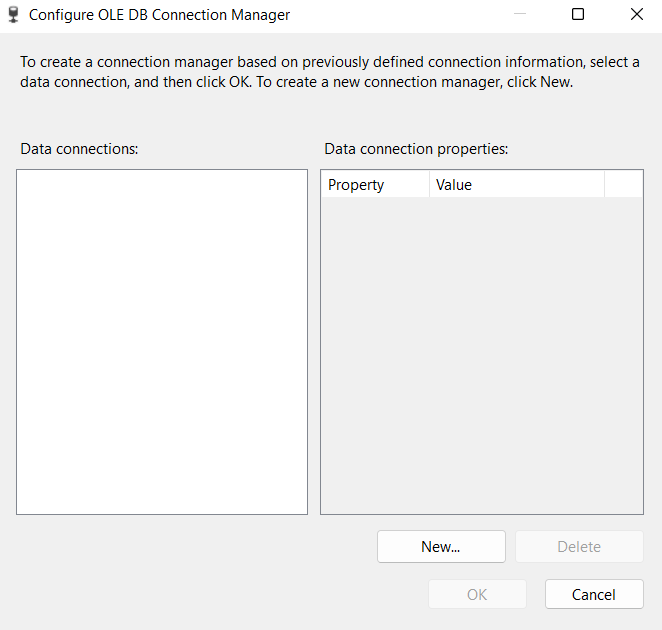 Configure OLE DB Connection Manager
To create a connection manager based on previously defined connection information, select a
data connection, and then click OK. To create a new connection manager, click New.
Data connections:
Data connection properties:
Property
Value
New...
Delete
OK
Cancel